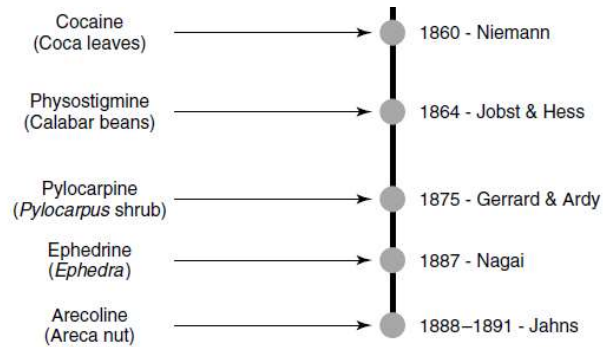 Cocaine
(Coca leaves)
1860 - Niemann
Physostigmine
(Calabar beans)
1864 - Jobst & Hess
Pylocarpine
(Pylocarpus shrub)
1875 - Gerrard & Ardy
Ephedrine
(Ephedra)
1887 - Nagai
Arecoline
(Areca nut)
1888–1891 - Jahns